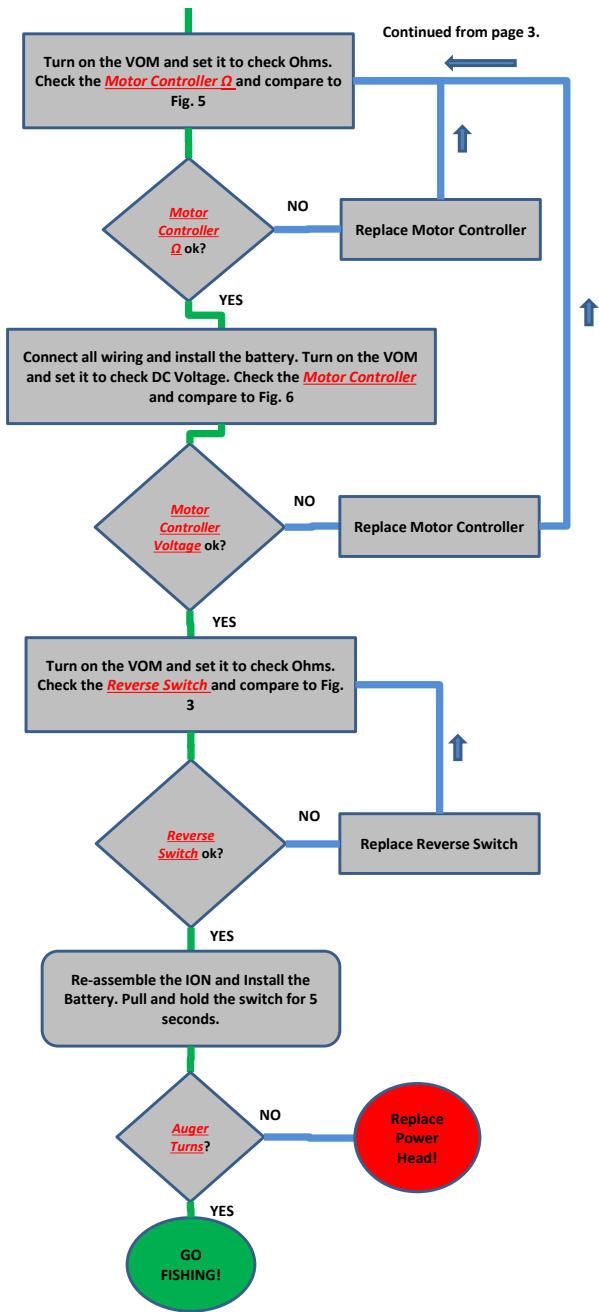 Continued from page 3.
Turn on the VOM and set it to check Ohms.
Check the Motor Controller Ω and compare to
Fig. 5
Motor
Controller
Ω ok?
NO
Replace Motor Controller
YES
Connect all wiring and install the battery. Turn on the VOM
and set it to check DC Voltage. Check the Motor Controller
and compare to Fig. 6
Motor
Controller
Voltage ok?
NO
Replace Motor Controller
YES
Turn on the VOM and set it to check Ohms.
Check the Reverse Switch and compare to Fig.
3
Reverse
Switch ok?
NO
Replace Reverse Switch
YES
Re-assemble the ION and Install the
Battery. Pull and hold the switch for 5
seconds.
Auger
Turns?
NO
Replace
Power
Head!
YES
GO
FISHING!